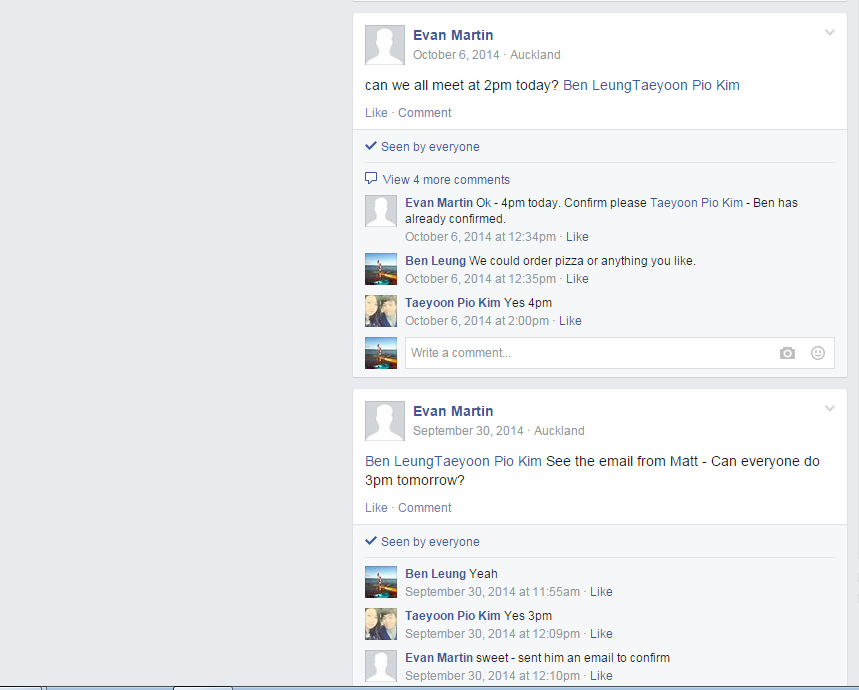 Evan Martin
October 6, 2014 · Auckland
can we all meet at 2pm today? Ben LeungTaeyoon Pio Kim
Like · Comment
Seen by everyone
View 4 more comments
Evan Martin Ok - 4pm today. Confirm please Taeyoon Pio Kim - Ben has
already confirmed.
October 6, 2014 at 12:34pm · Like
Ben Leung We could order pizza or anything you like.
October 6, 2014 at 12:35pm · Like
Taeyoon Pio Kim Yes 4pm
October 6, 2014 at 2:00pm · Like
Write a comment...
Evan Martin
September 30, 2014 · Auckland
Ben LeungTaeyoon Pio Kim See the email from Matt - Can everyone do
3pm tomorrow?
Like · Comment
Seen by everyone
Ben Leung Yeah
September 30, 2014 at 11:55am · Like
Taeyoon Pio Kim Yes 3pm
September 30, 2014 at 12:09pm · Like
Evan Martin sweet - sent him an email to confirm
September 30, 2014 at 12:10pm · Like